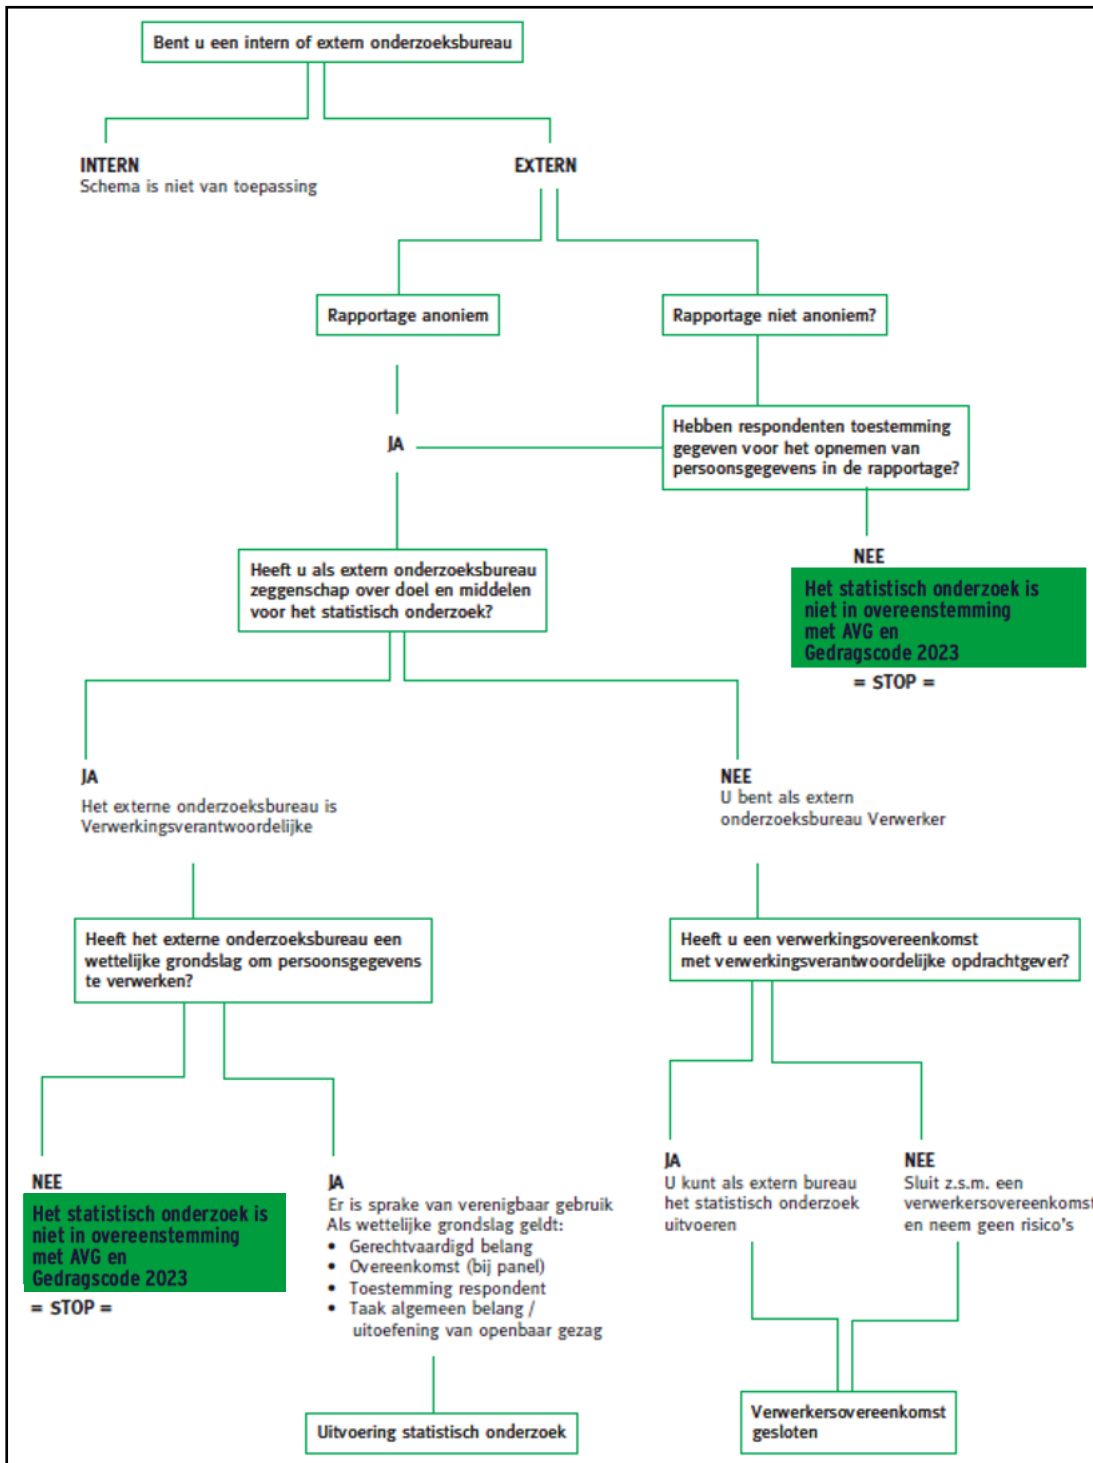 Bent u een intern of extern onderzoeksbureau
INTERN
Schema is niet van toepassing
EXTERN
Rapportage anoniem
Rapportage niet anoniem?
JA
Hebben respondenten toestemming
gegeven voor het opnemen van
persoonsgegevens in de rapportage?
NEE
Het statistisch onderzoek is
niet in overeenstemming
met AVG en
Gedragscode 2023
= STOP =
Heeft u als extern onderzoeksbureau
zeggenschap over doel en middelen
voor het statistisch onderzoek?
JA
Het externe onderzoeksbureau is
Verwerkingsverantwoordelijke
NEE
U bent als extern
onderzoeksbureau Verwerker
Heeft het externe onderzoeksbureau een
wettelijke grondslag om persoonsgegevens
te verwerken?
Heeft u een verwerkingsovereenkomst
met verwerkingsverantwoordelijke opdrachtgever?
NEE
Het statistisch onderzoek is
niet in overeenstemming
met AVG en
Gedragscode 2023
= STOP =
JA
Er is sprake van verenigbaar gebruik
Als wettelijke grondslag geldt:
• Gerechtvaardigd belang
• Overeenkomst (bij panel)
• Toestemming respondent
• Taak algemeen belang /
uitoefening van openbaar gezag
JA
U kunt als extern bureau
het statistisch onderzoek
uitvoeren
NEE
Sluit z.s.m. een
verwerkersovereenkomst
en neem geen risico's
Uitvoering statistisch onderzoek
Verwerkersovereenkomst
gesloten